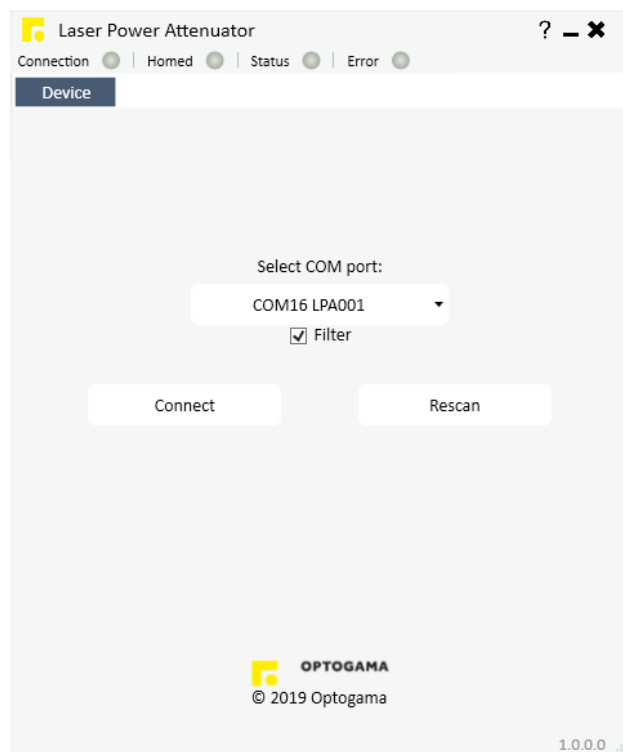 Laser Power Attenuator ?
Connection Homed Status Error
Device
Select COM port:
COM16 LPA001
Filter
Connect Rescan
OPTOGAMA
© 2019 Optogama
1.0.0.0